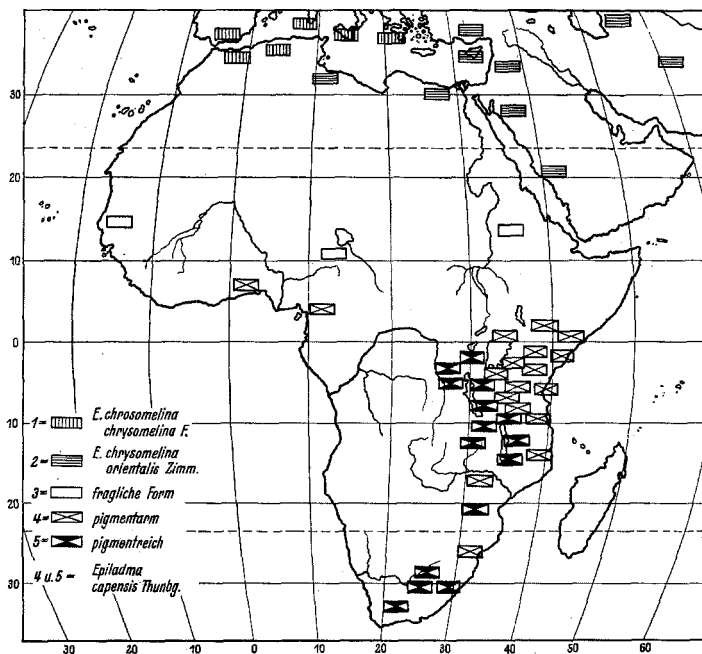 30
20
10
0
10
20
30
1= E. chrosomelina
chrysomelina F.
2= E. chrysomelina
orientalis Zimm.
3= fragliche Form
4= pigmentarm
5= pigmentreich
4 u. 5= Epiladma
capensis Thunbg.
30 20 10 0 10 20 30 40 50 60